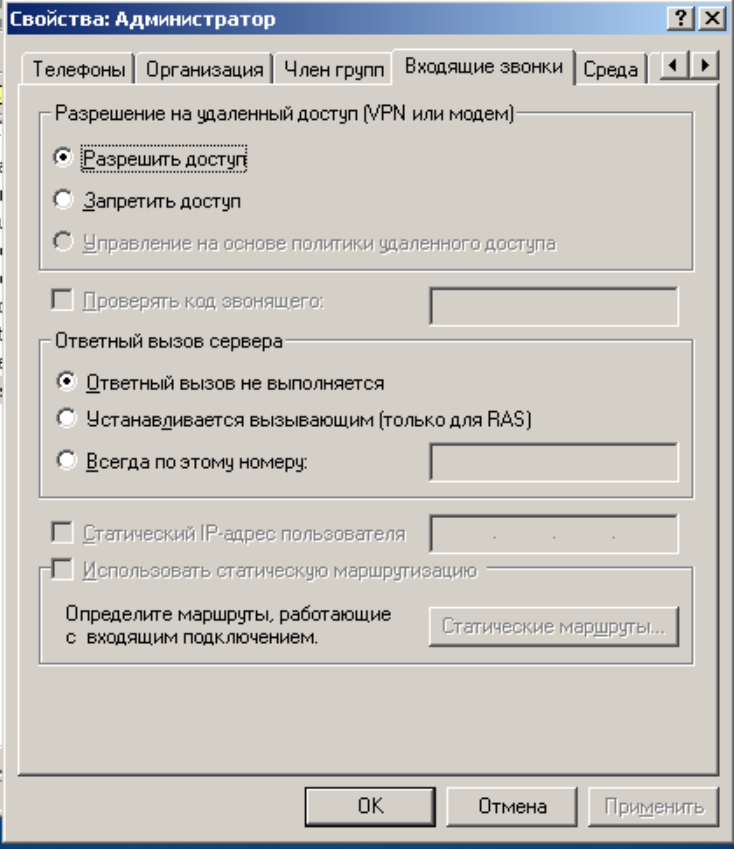 Свойства: Администратор
Телефоны Организация Член групп Входящие звонки Среда
Разрешение на удаленный доступ (VPN или модем)
Разрешить доступ
Запретить доступ
Управление на основе политики удаленного доступа
Проверять код звонящего:
Ответный вызов сервера
Ответный вызов не выполняется
Устанавливается вызывающим (только для RAS)
Всегда по этому номеру:
Статический IP-адрес пользователя
Использовать статическую маршрутизацию
Определите маршруты, работающие
с входящим подключением.
Статические маршруты...
OK Отмена Применить